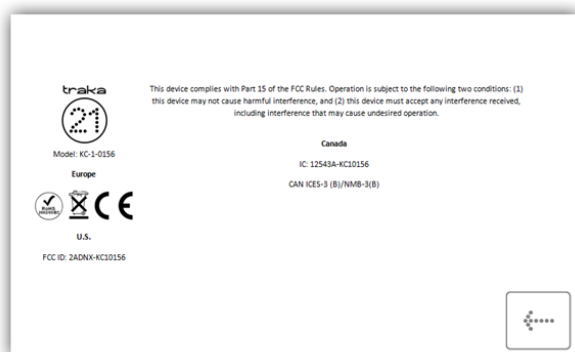 traka
21
Model: KC-1-0156
Europe
CE
U.S.
FCC ID: 2ADNX-KC10156
This device complies with Part 15 of the FCC Rules. Operation is subject to the following two conditions: (1)
this device may not cause harmful interference, and (2) this device must accept any interference received,
including interference that may cause undesired operation.
Canada
IC: 12543A-KC10156
CAN ICES-3 (B)/NMB-3(B)